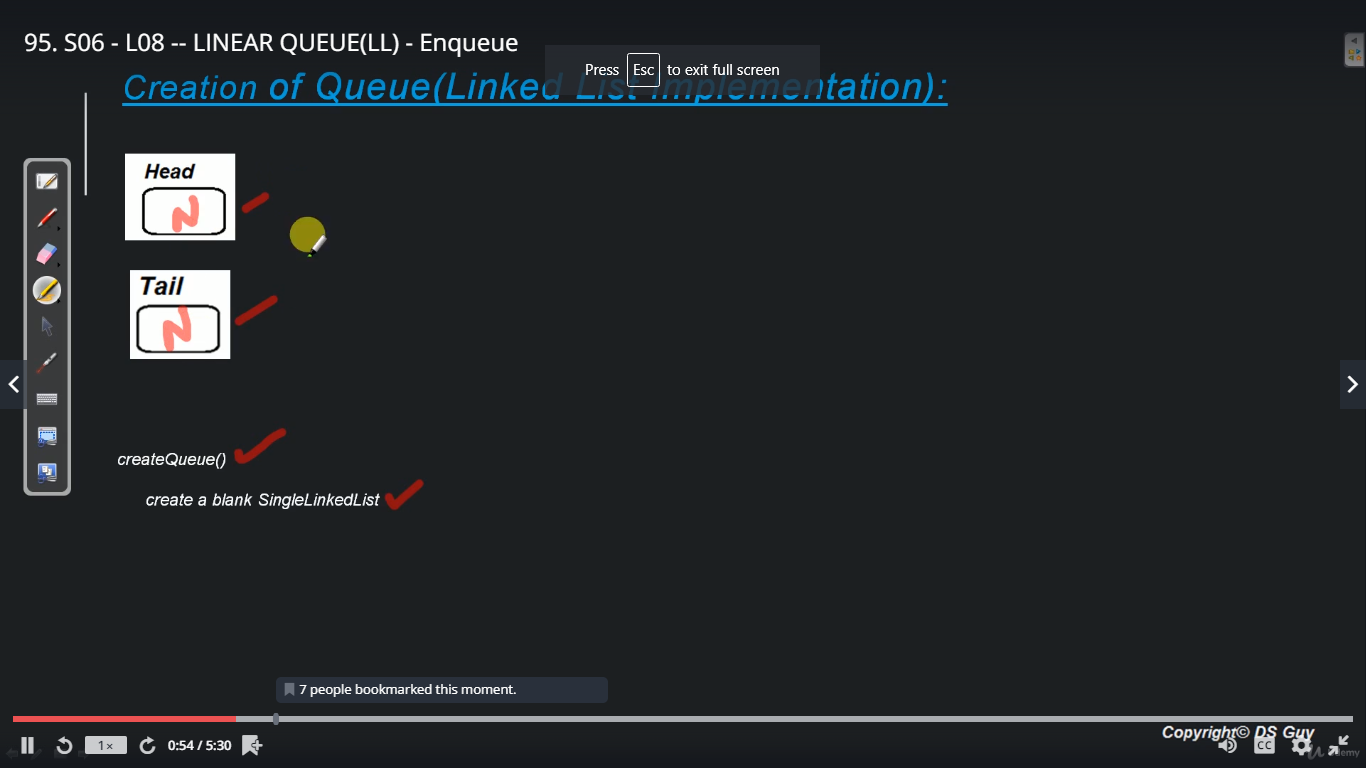 95. S06 - L08 -- LINEAR QUEUE(LL) - Enqueue
Press Esc to exit full screen
Creation of Queue(Linked List Implementation):
Head
N
Tail
N
createQueue()
create a blank SingleLinkedList
7 people bookmarked this moment.
Copyright© DS Guy
1×
0:54 / 5:30
CC